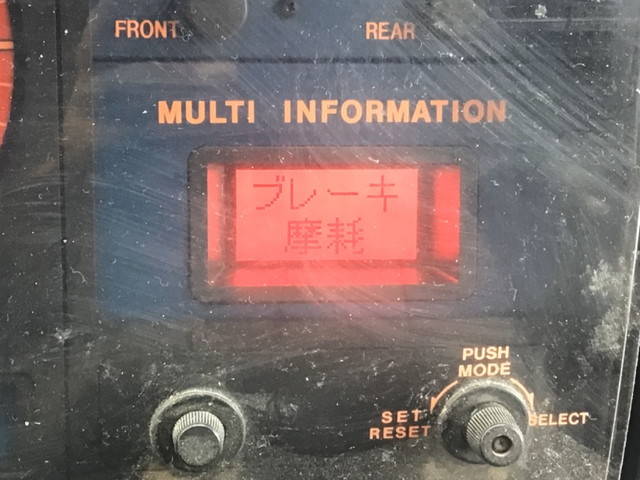 FRONT REAR
MULTI INFORMATION
ブレーキ
摩耗
PUSH
MODE
SET SELECT
RESET